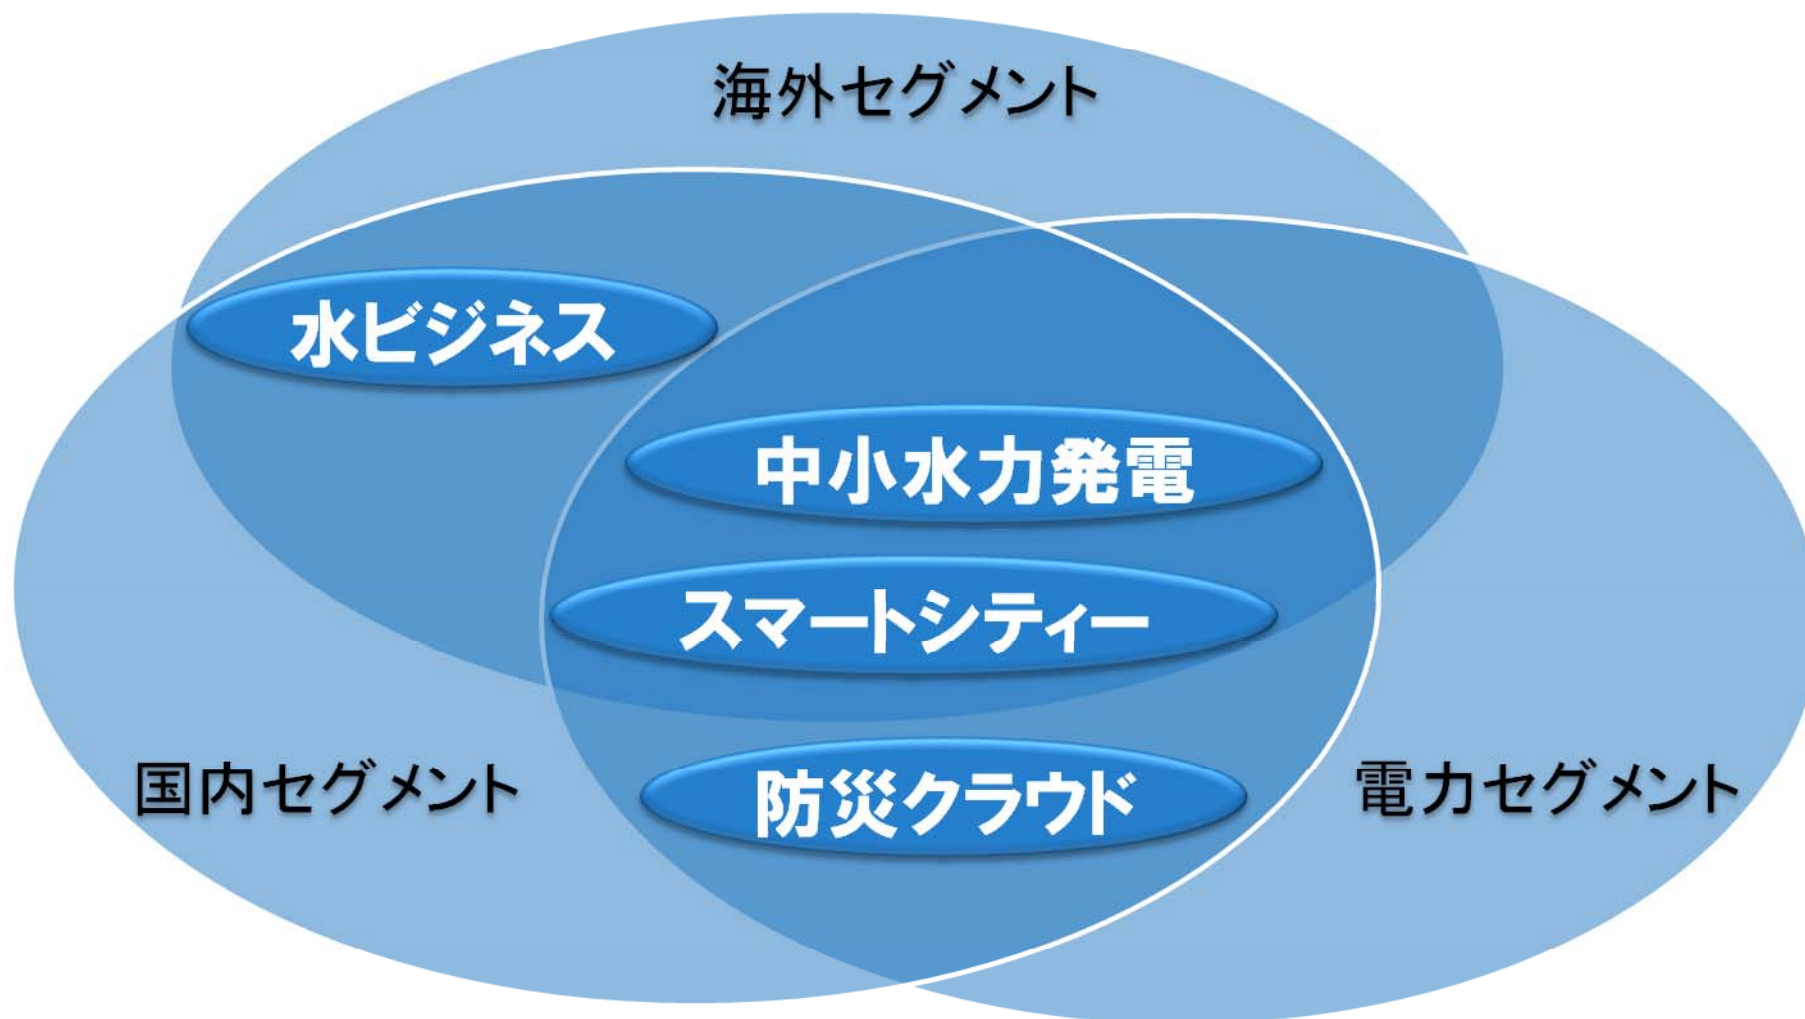 海外セグメント
水ビジネス
中小水力発電
スマートシティー
国内セグメント
電力セグメント
防災クラウド